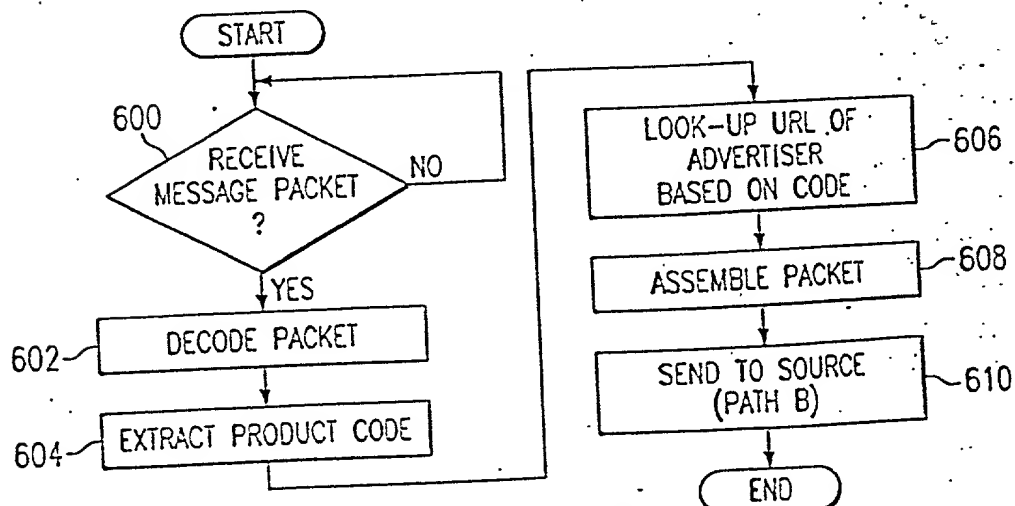 START
600
RECEIVE
MESSAGE PACKET
?
NO
YES
602
DECODE PACKET
604
EXTRACT PRODUCT CODE
LOOK-UP URL OF
ADVERTISER
BASED ON CODE
606
ASSEMBLE PACKET
608
SEND TO SOURCE
(PATH B)
610
END